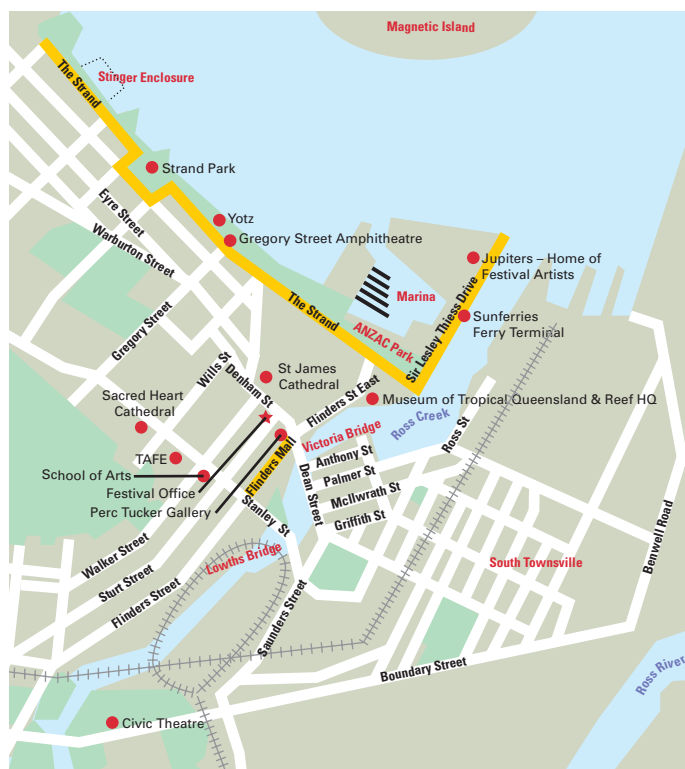 Magnetic Island
The Strand
Stinger Enclosure
Strand Park
Eyre Street
Yotz
Warburton Street
Gregory Street Amphitheatre
Jupiters – Home of
Festival Artists
Marina
The Strand
Gregory Street
Sir Lesley Thiess Drive
Sunferries
Ferry Terminal
ANZAC Park
Wills St
Denham St
St James
Cathedral
Flinders St East
Museum of Tropical Queensland & Reef HQ
Sacred Heart
Cathedral
Ross Creek
Ross St
Victoria Bridge
TAFE
School of Arts
Festival Office
Perc Tucker Gallery
Flinders Mall
Anthony St
Palmer St
McIlwrath St
Griffith St
Dean Street
Stanley St
Benwell Road
Walker Street
Sturt Street
Flinders Street
Lowths Bridge
South Townsville
Saunders Street
Boundary Street
Ross River
Civic Theatre